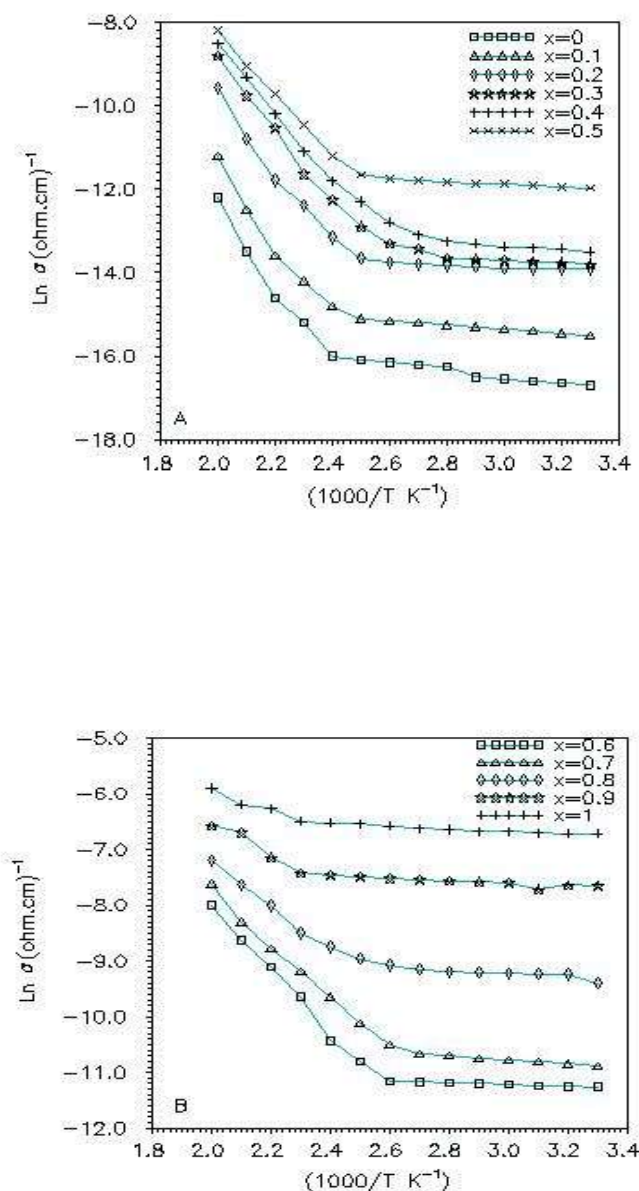 −8.0
−10.0
−12.0
−14.0
−16.0
−18.0
Ln σ (ohm.cm)⁻¹
x=0
x=0.1
x=0.2
x=0.3
x=0.4
x=0.5
A
1.8 2.0 2.2 2.4 2.6 2.8 3.0 3.2 3.4
(1000/T K⁻¹)
−5.0
−6.0
−7.0
−8.0
−9.0
−10.0
−11.0
−12.0
Ln σ (ohm.cm)⁻¹
x=0.6
x=0.7
x=0.8
x=0.9
x=1
B
1.8 2.0 2.2 2.4 2.6 2.8 3.0 3.2 3.4
(1000/T K⁻¹)